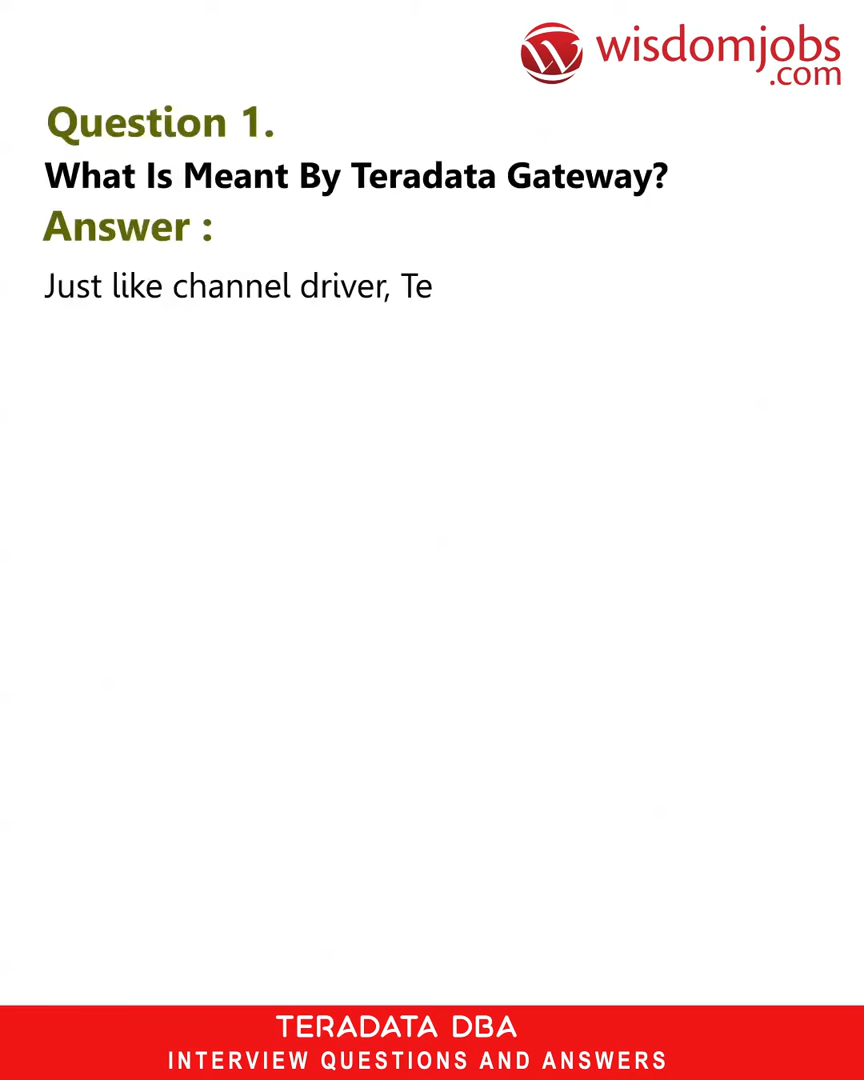 wisdomjobs
.com
Question 1.
What Is Meant By Teradata Gateway?
Answer :
Just like channel driver, Te
TERADATA DBA
INTERVIEW QUESTIONS AND ANSWERS